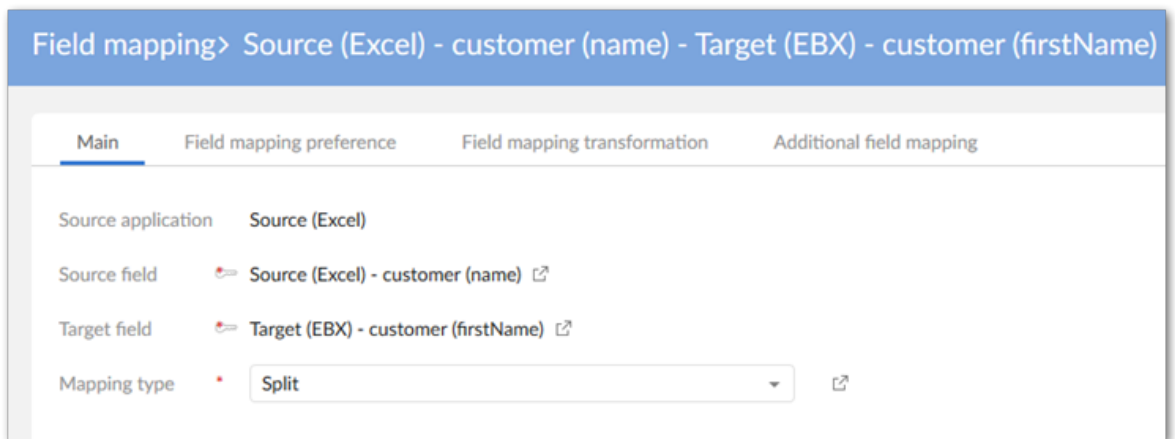 Field mapping> Source (Excel) - customer (name) - Target (EBX) - customer (firstName)
Main Field mapping preference Field mapping transformation Additional field mapping
Source application Source (Excel)
Source field Source (Excel) - customer (name)
Target field Target (EBX) - customer (firstName)
Mapping type * Split